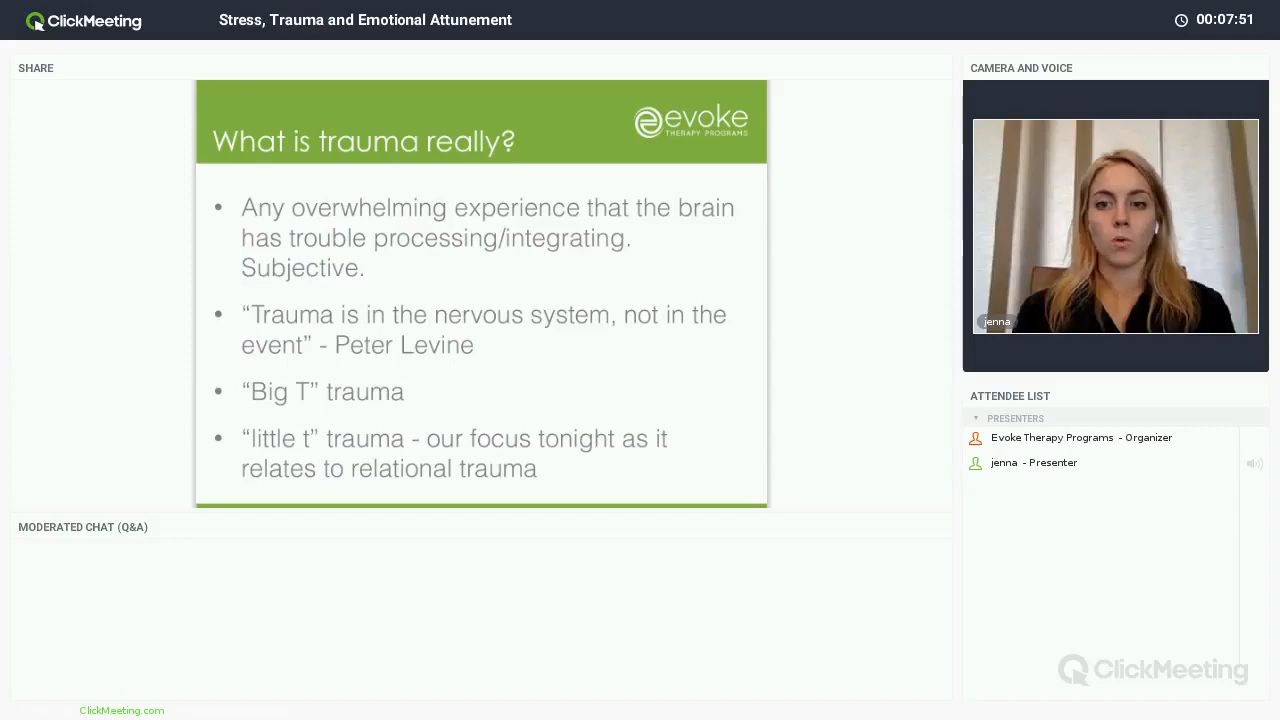 ClickMeeting
Stress, Trauma and Emotional Attunement
00:07:51
SHARE
What is trauma really?
evoke
THERAPY PROGRAMS
• Any overwhelming experience that the brain
has trouble processing/integrating.
Subjective.
• “Trauma is in the nervous system, not in the
event” - Peter Levine
• “Big T” trauma
• “little t” trauma - our focus tonight as it
relates to relational trauma
MODERATED CHAT (Q&A)
CAMERA AND VOICE
jenna
ATTENDEE LIST
PRESENTERS
Evoke Therapy Programs - Organizer
jenna - Presenter
ClickMeeting
ClickMeeting.com